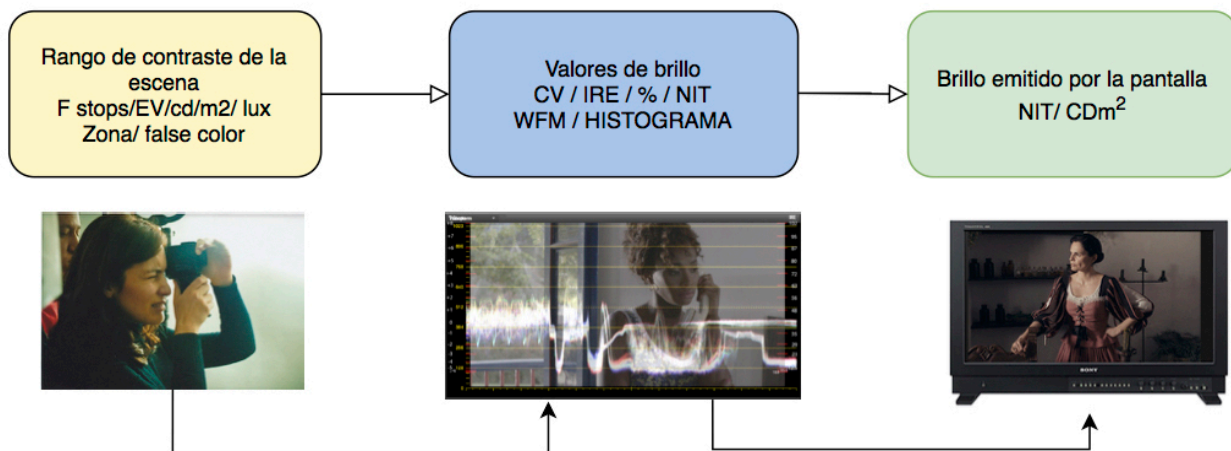 Rango de contraste de la
escena
F stops/EV/cd/m2/ lux
Zona/ false color
Valores de brillo
CV / IRE / % / NIT
WFM / HISTOGRAMA
Brillo emitido por la pantalla
NIT/ CDm²
1023
SONY